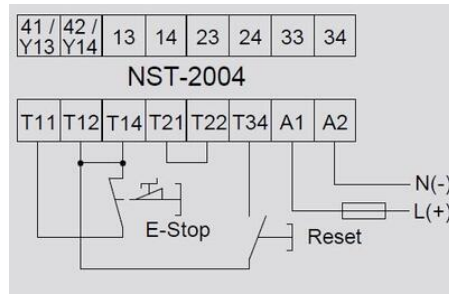 41 / Y13 42 / Y14 13 14 23 24 33 34
NST-2004
T11 T12 T14 T21 T22 T34 A1 A2
N(-)
L(+)
E-Stop Reset